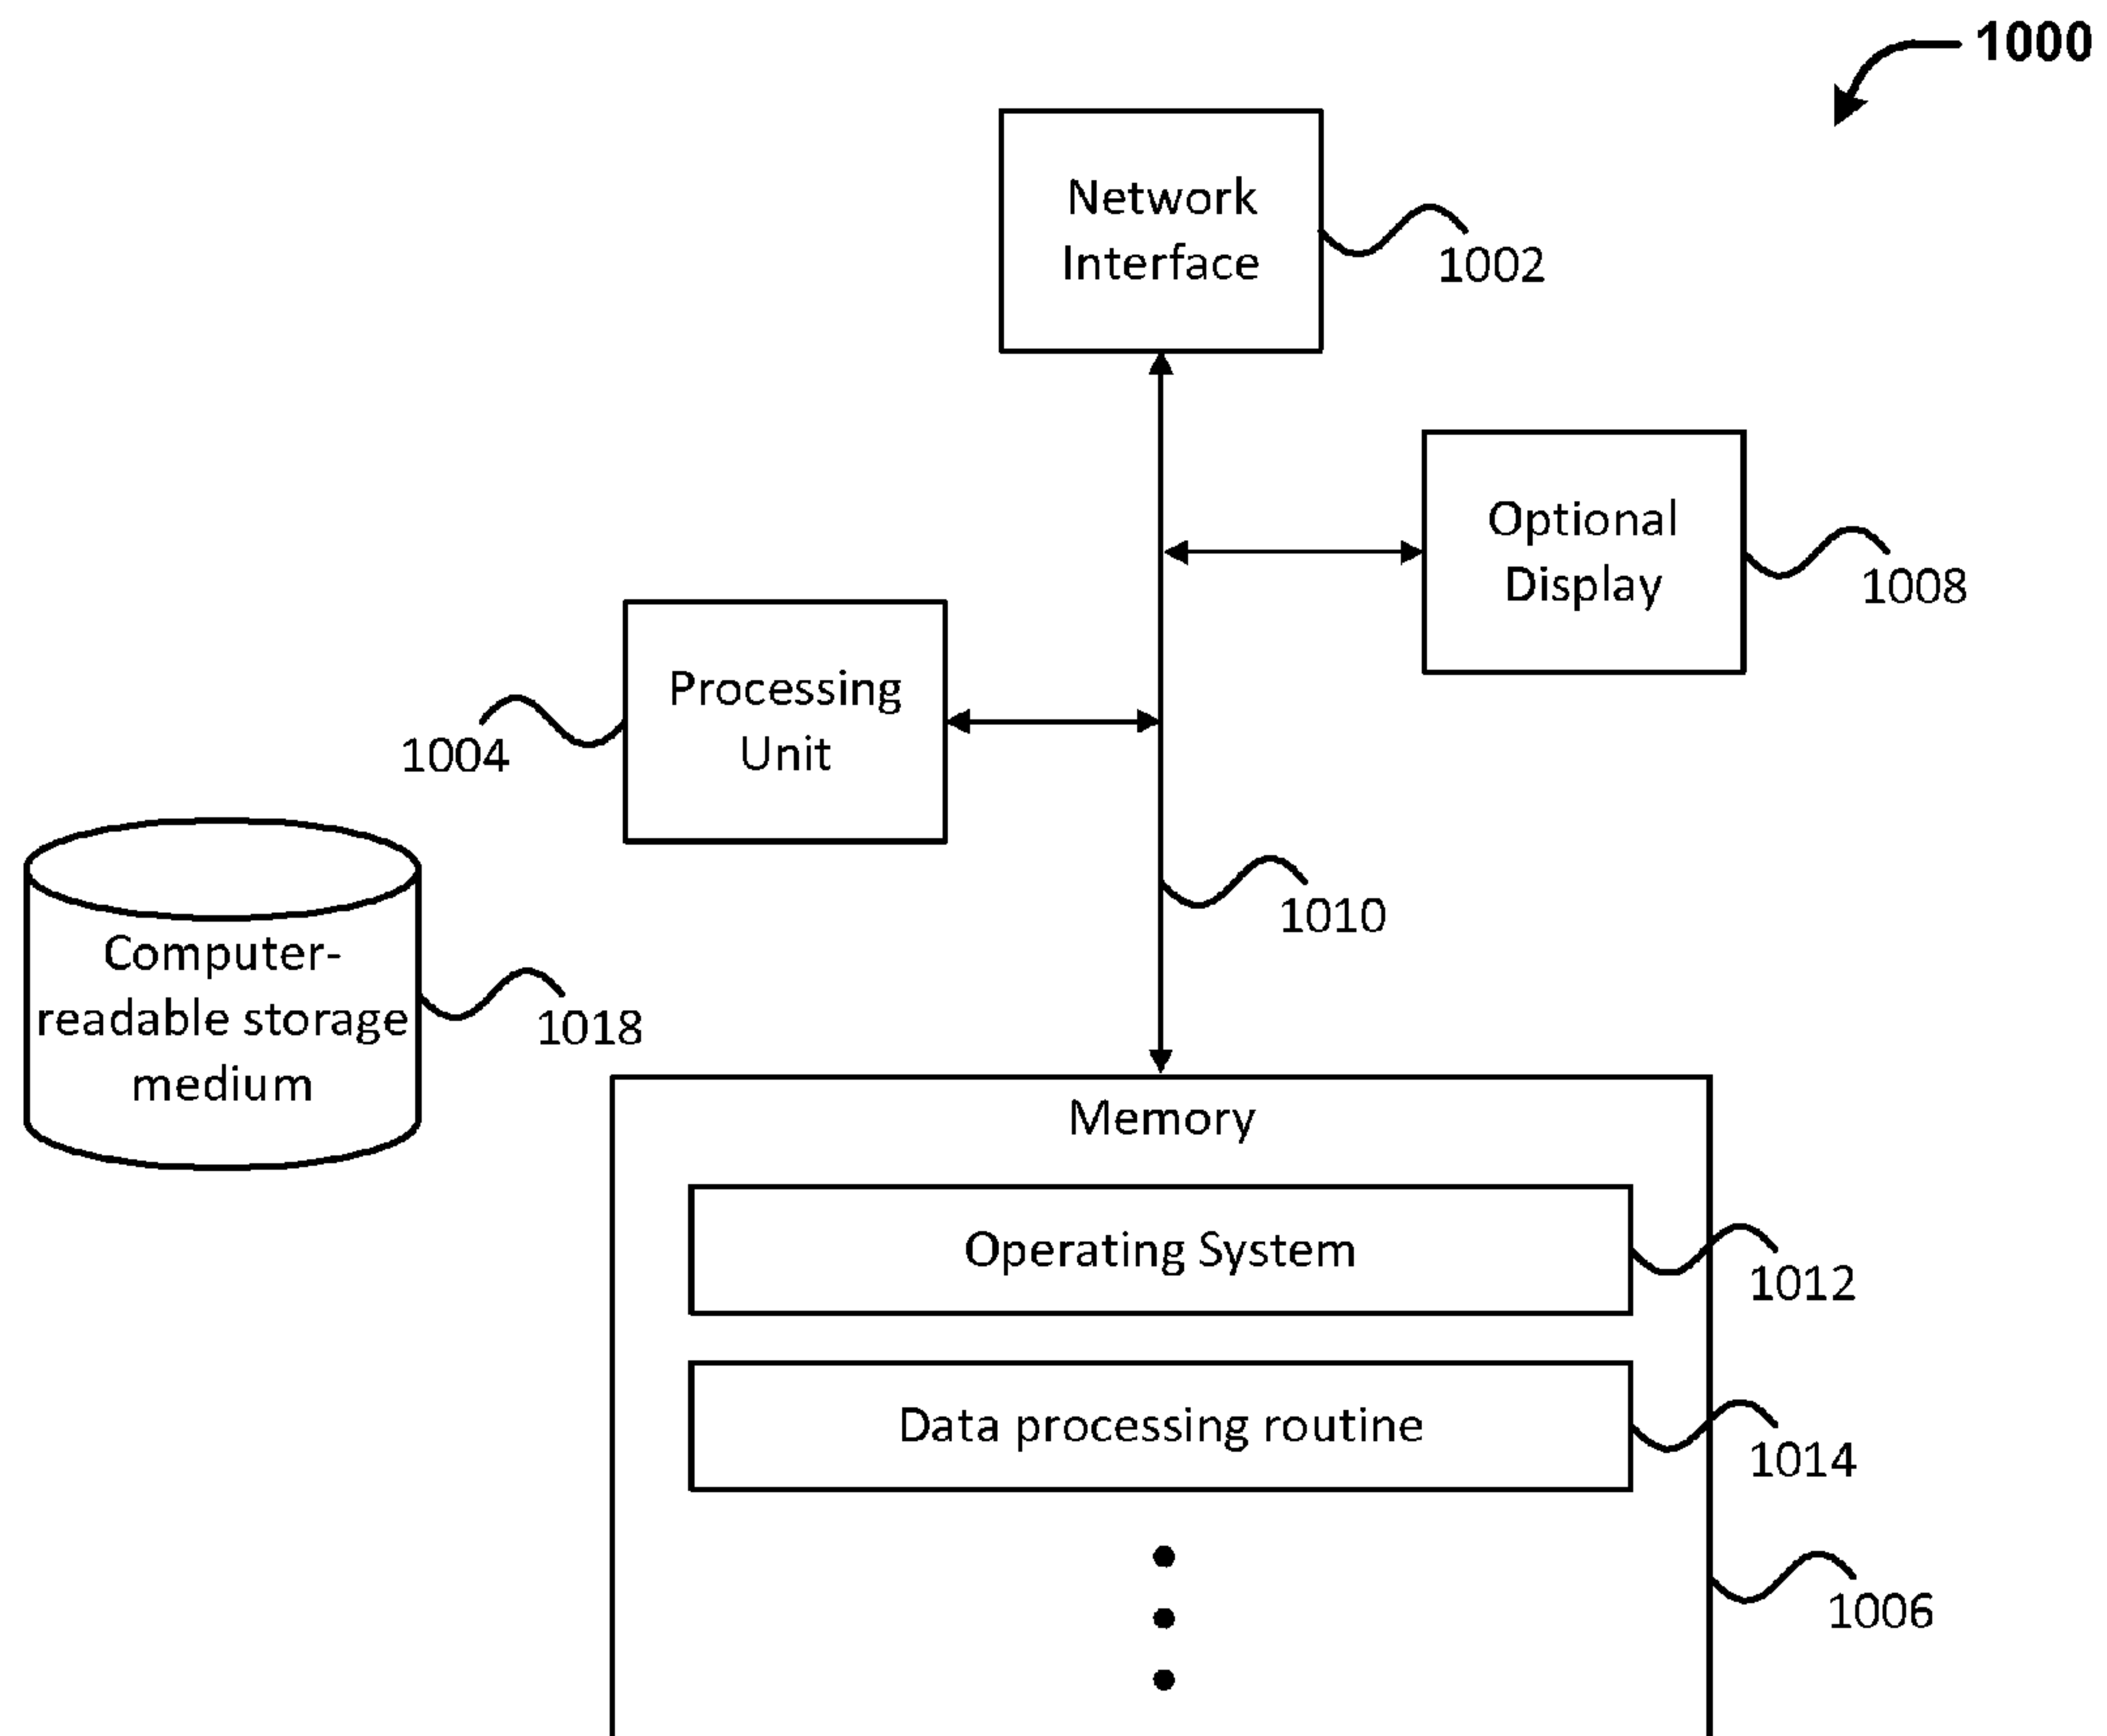 1000
Network
Interface
1002
Optional
Display
1008
Processing
Unit
1004
1010
Computer-
readable storage
medium
1018
Memory
Operating System
1012
Data processing routine
1014
1006